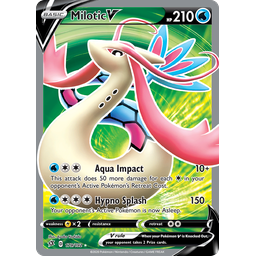 BASIC
Milotic V
HP 210
Aqua Impact 10+
This attack does 50 more damage for each in your
opponent's Active Pokémon's Retreat Cost.
Hypno Splash 150
Your opponent's Active Pokémon is now Asleep.
weakness ×2 resistance retreat
V rule
When your Pokémon V is Knocked Out,
your opponent takes 2 Prize cards.